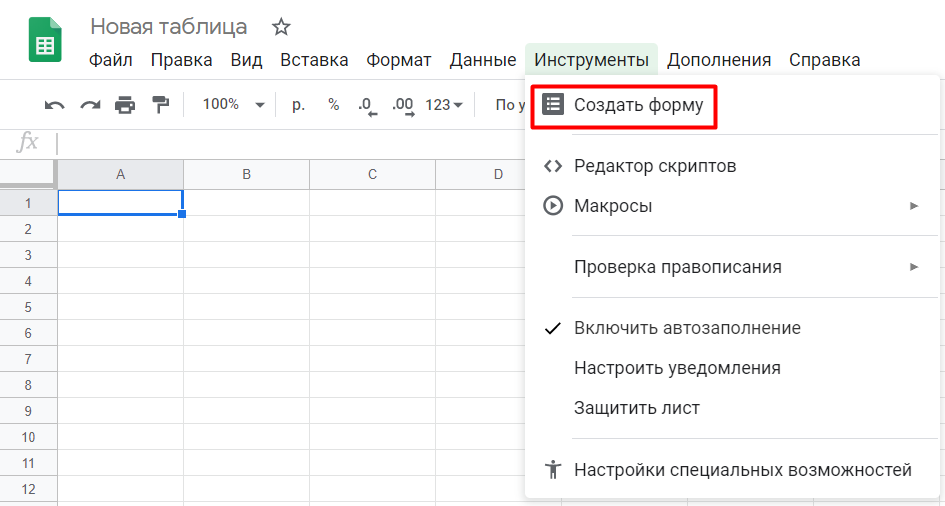 Новая таблица
Файл Правка Вид Вставка Формат Данные Инструменты Дополнения Справка
100% р. % .0 .00 123 По у
Создать форму
fx
Редактор скриптов
A B C D
Макросы
1
2
3
Проверка правописания
4
5
6
Включить автозаполнение
7
Настроить уведомления
8
9
Защитить лист
10
11
Настройки специальных возможностей
12